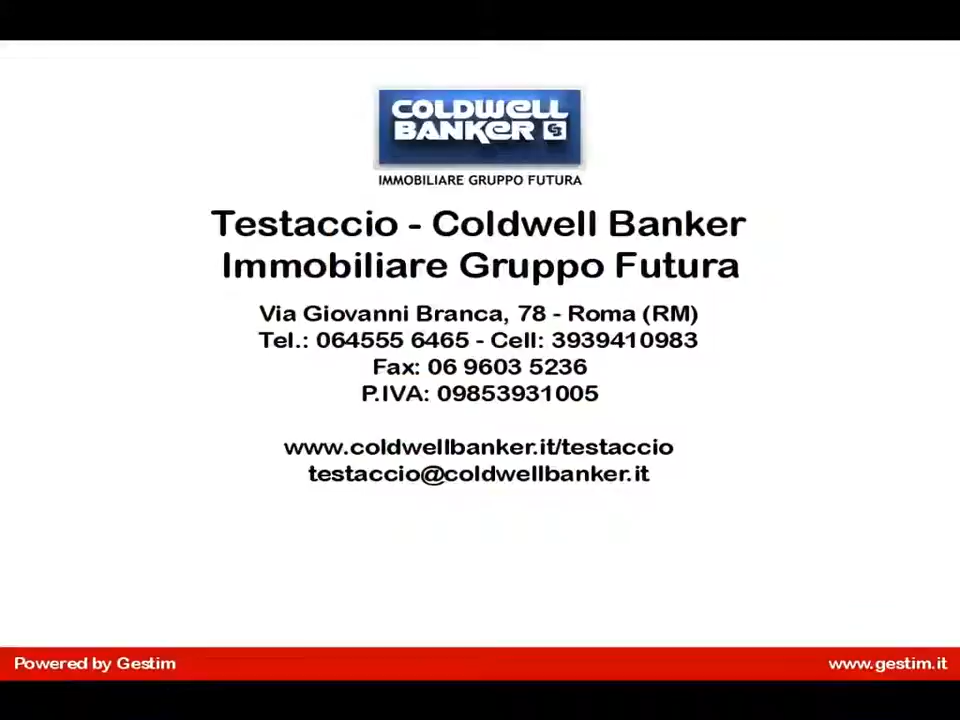 COLDWELL
BANKER CB
IMMOBILIARE GRUPPO FUTURA
Testaccio - Coldwell Banker
Immobiliare Gruppo Futura
Via Giovanni Branca, 78 - Roma (RM)
Tel.: 064555 6465 - Cell: 3939410983
Fax: 06 9603 5236
P.IVA: 09853931005
www.coldwellbanker.it/testaccio
testaccio@coldwellbanker.it
Powered by Gestim
www.gestim.it